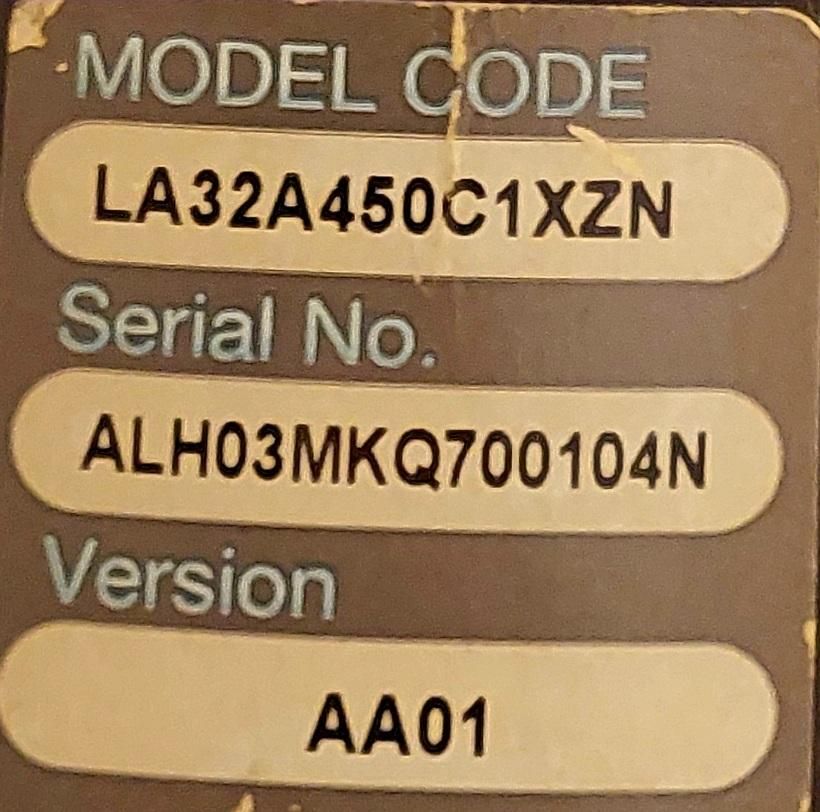 MODEL CODE
LA32A450C1XZN
Serial No.
ALH03MKQ700104N
Version
AA01